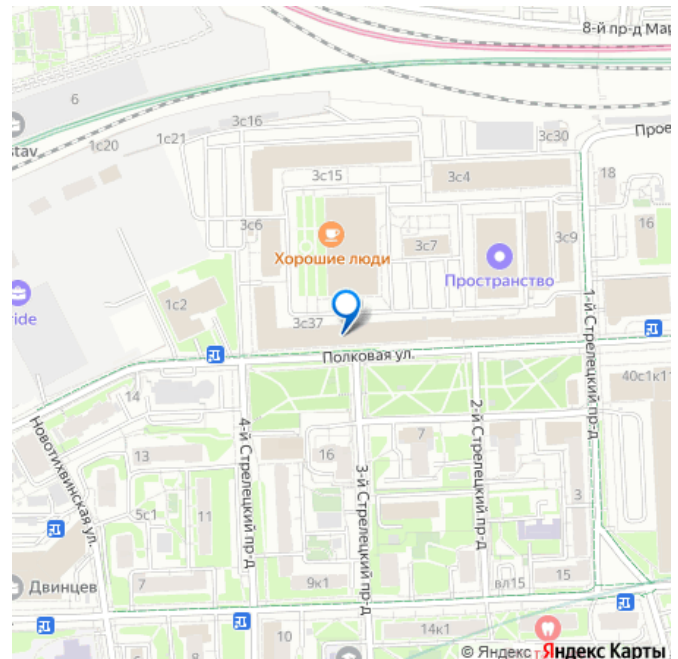 8-й пр-д Мар
6
stav
1с20
1с21
3с16
3с30
Прое
3с15
3с4
18
16
3с6
3с7
3с9
Хорошие люди
Пространство
1с2
ride
3с37
1-й Стрелецкий пр-д
Полковая ул.
40с1к11
14
Новотихвинская ул.
4-й Стрелецкий пр-д
3-й Стрелецкий пр-д
2-й Стрелецкий пр-д
7
16
13
3
5с1
11
Двинцев
7
9к1
вл15
15
10
14к1
© Яндекс Яндекс Карты